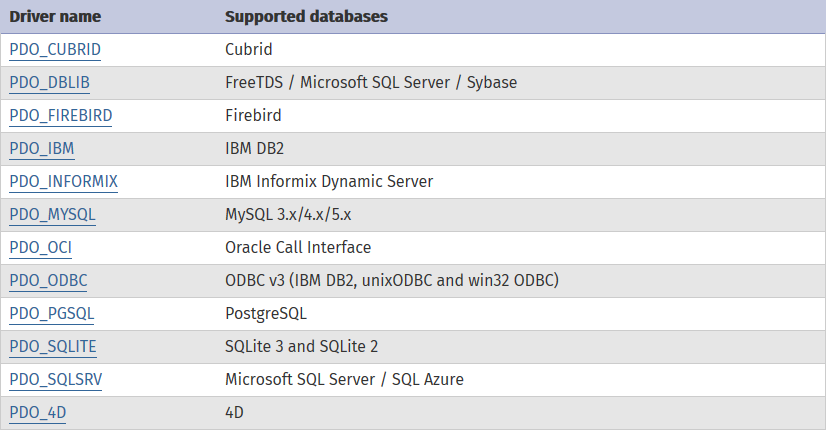 Driver name Supported databases
PDO_CUBRID Cubrid
PDO_DBLIB FreeTDS / Microsoft SQL Server / Sybase
PDO_FIREBIRD Firebird
PDO_IBM IBM DB2
PDO_INFORMIX IBM Informix Dynamic Server
PDO_MYSQL MySQL 3.x/4.x/5.x
PDO_OCI Oracle Call Interface
PDO_ODBC ODBC v3 (IBM DB2, unixODBC and win32 ODBC)
PDO_PGSQL PostgreSQL
PDO_SQLITE SQLite 3 and SQLite 2
PDO_SQLSRV Microsoft SQL Server / SQL Azure
PDO_4D 4D